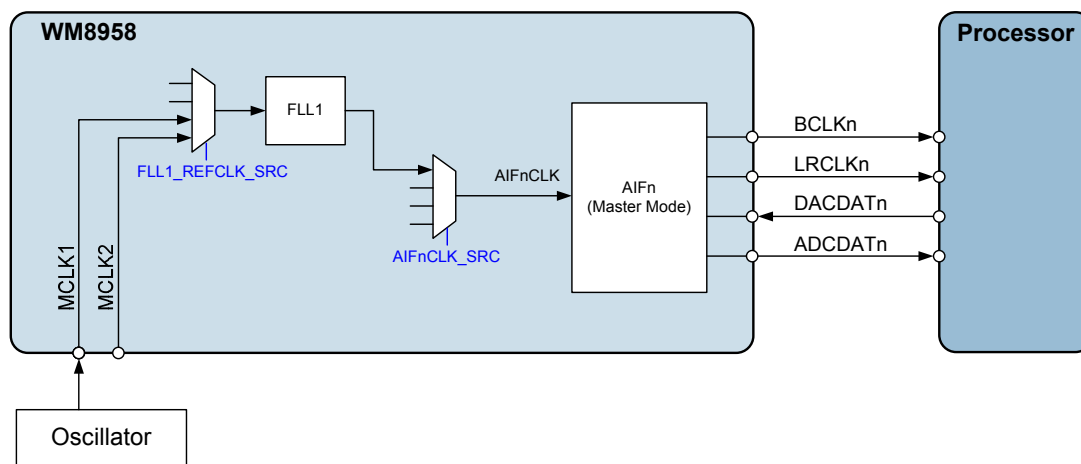 WM8958
Processor
FLL1
FLL1_REFCLK_SRC
AIFnCLK
AIFnCLK_SRC
AIFn
(Master Mode)
BCLKn
LRCLKn
DACDATn
ADCDATn
MCLK1
MCLK2
Oscillator